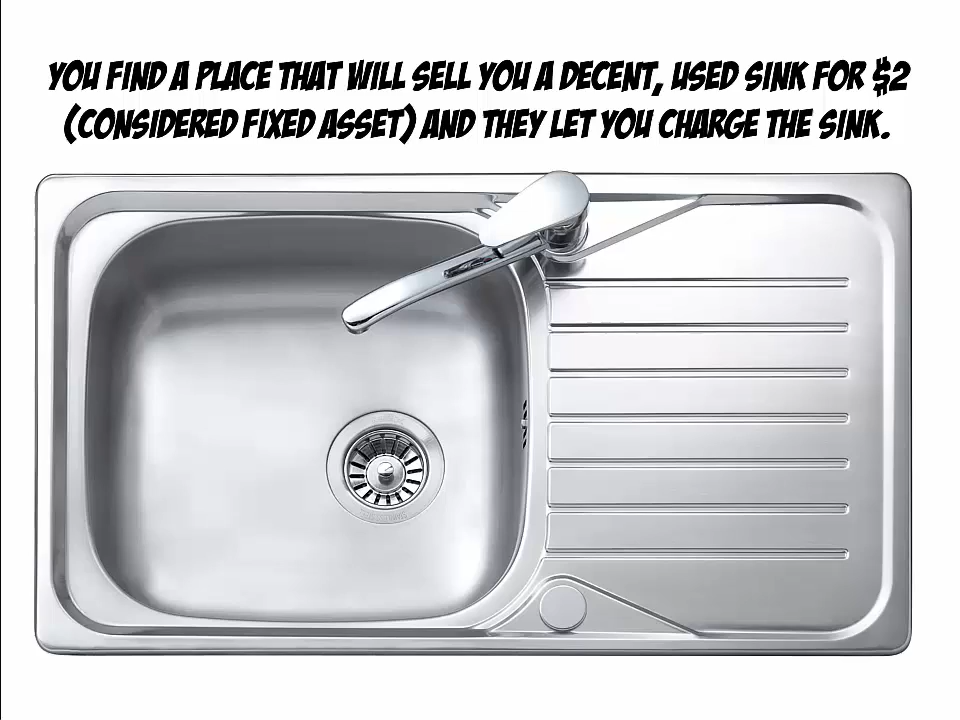 YOU FIND A PLACE THAT WILL SELL YOU A DECENT, USED SINK FOR $2
(CONSIDERED FIXED ASSET) AND THEY LET YOU CHARGE THE SINK.